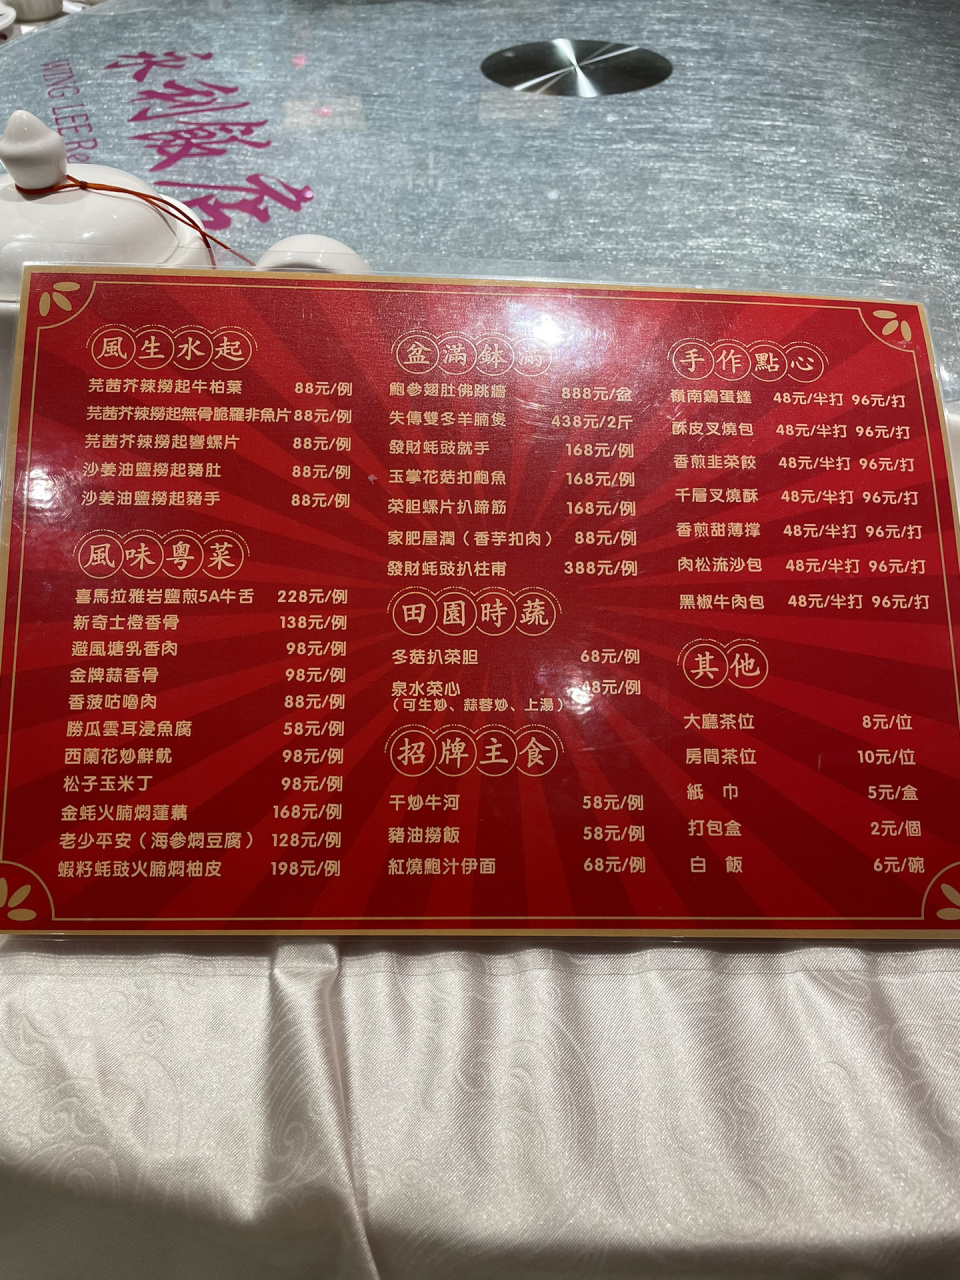 永利飯店
WING LEE Re
風生水起
芫茜芥辣撈起牛柏葉 88元/例
芫茜芥辣撈起無骨脆羅非魚片 88元/例
芫茜芥辣撈起響螺片 88元/例
沙姜油鹽撈起豬肚 88元/例
沙姜油鹽撈起豬手 88元/例
風味粵菜
喜馬拉雅岩鹽煎5A牛舌 228元/例
新奇士橙香骨 138元/例
避風塘乳香肉 98元/例
金牌蒜香骨 98元/例
香菠咕嚕肉 88元/例
勝瓜雲耳浸魚腐 58元/例
西蘭花炒鮮魷 98元/例
松子玉米丁 98元/例
金蚝火腩燜蓮藕 168元/例
老少平安（海參燜豆腐） 128元/例
蝦籽蚝豉火腩燜柚皮 198元/例
盆滿鉢滿
鮑參翅肚佛跳牆 888元/盆
失傳雙冬羊腩煲 438元/2斤
發財蚝豉就手 168元/例
玉掌花菇扣鮑魚 168元/例
菜胆螺片扒蹄筋 168元/例
家肥屋潤（香芋扣肉） 88元/例
發財蚝豉扒柱甫 388元/例
田園時蔬
冬菇扒菜胆 68元/例
泉水菜心 48元/例
（可生炒、蒜蓉炒、上湯）
招牌主食
干炒牛河 58元/例
豬油撈飯 58元/例
紅燒鮑汁伊面 68元/例
手作點心
嶺南鷄蛋撻 48元/半打 96元/打
酥皮叉燒包 48元/半打 96元/打
香煎韭菜餃 48元/半打 96元/打
千層叉燒酥 48元/半打 96元/打
香煎甜薄撐 48元/半打 96元/打
肉松流沙包 48元/半打 96元/打
黑椒牛肉包 48元/半打 96元/打
其他
大廳茶位 8元/位
房間茶位 10元/位
紙巾 5元/盒
打包盒 2元/個
白飯 6元/碗